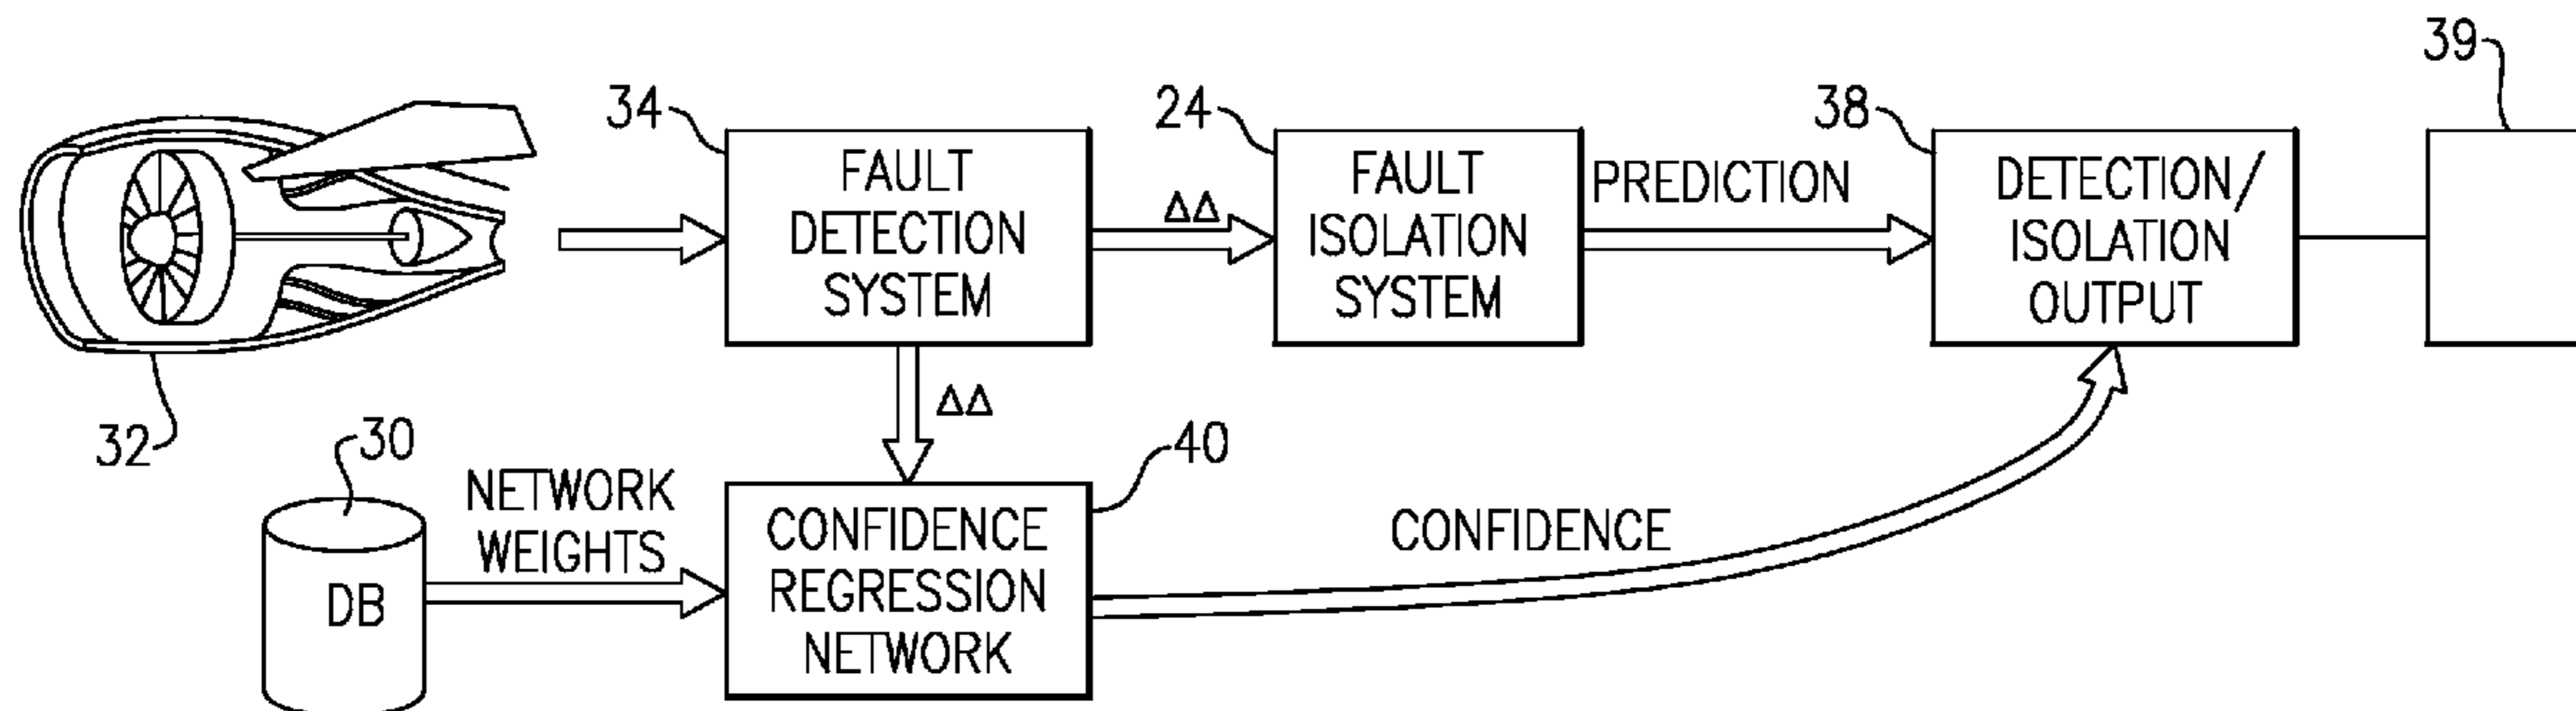 39
34
24
38
FAULT
DETECTION
SYSTEM
ΔΔ
FAULT
ISOLATION
SYSTEM
PREDICTION
DETECTION/
ISOLATION
OUTPUT
32
30
DB
NETWORK
WEIGHTS
ΔΔ
40
CONFIDENCE
REGRESSION
NETWORK
CONFIDENCE